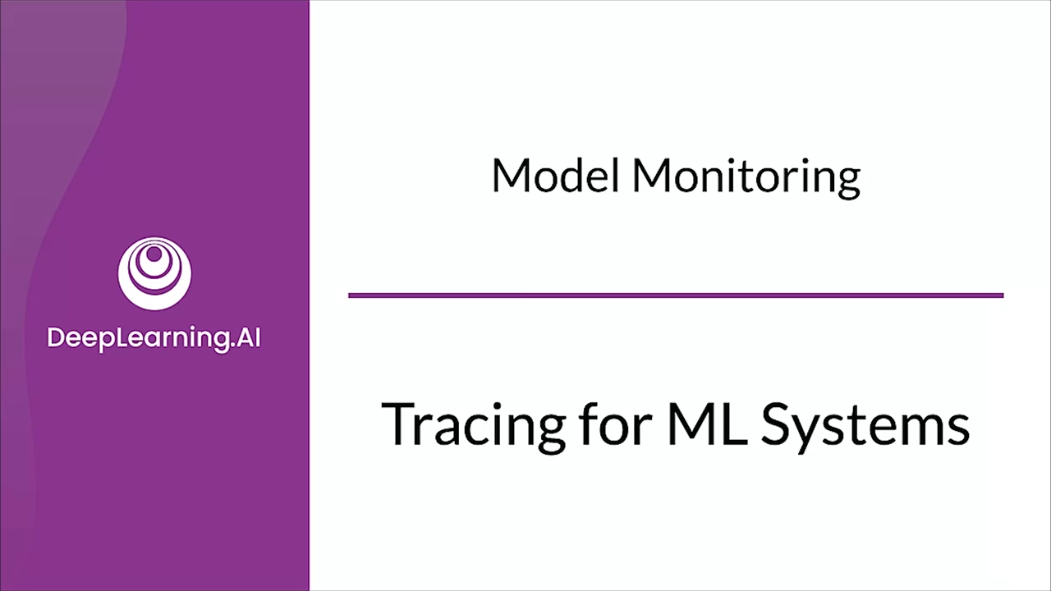 Model Monitoring
DeepLearning.AI
Tracing for ML Systems